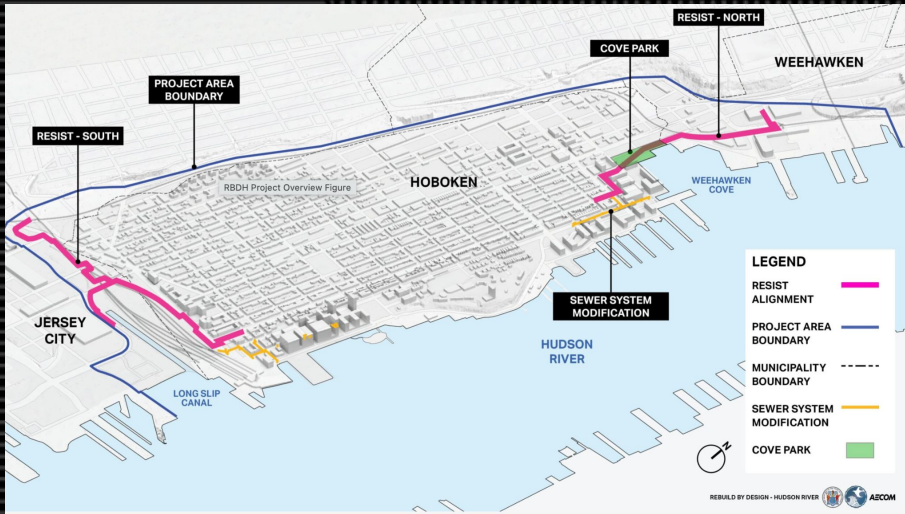 RESIST - NORTH
COVE PARK
WEEHAWKEN
PROJECT AREA
BOUNDARY
RESIST - SOUTH
RBDH Project Overview Figure
HOBOKEN
WEEHAWKEN
COVE
LEGEND
RESIST
ALIGNMENT
PROJECT AREA
BOUNDARY
MUNICIPALITY
BOUNDARY
SEWER SYSTEM
MODIFICATION
COVE PARK
SEWER SYSTEM
MODIFICATION
JERSEY
CITY
HUDSON
RIVER
LONG SLIP
CANAL
N
REBUILD BY DESIGN - HUDSON RIVER
AECOM